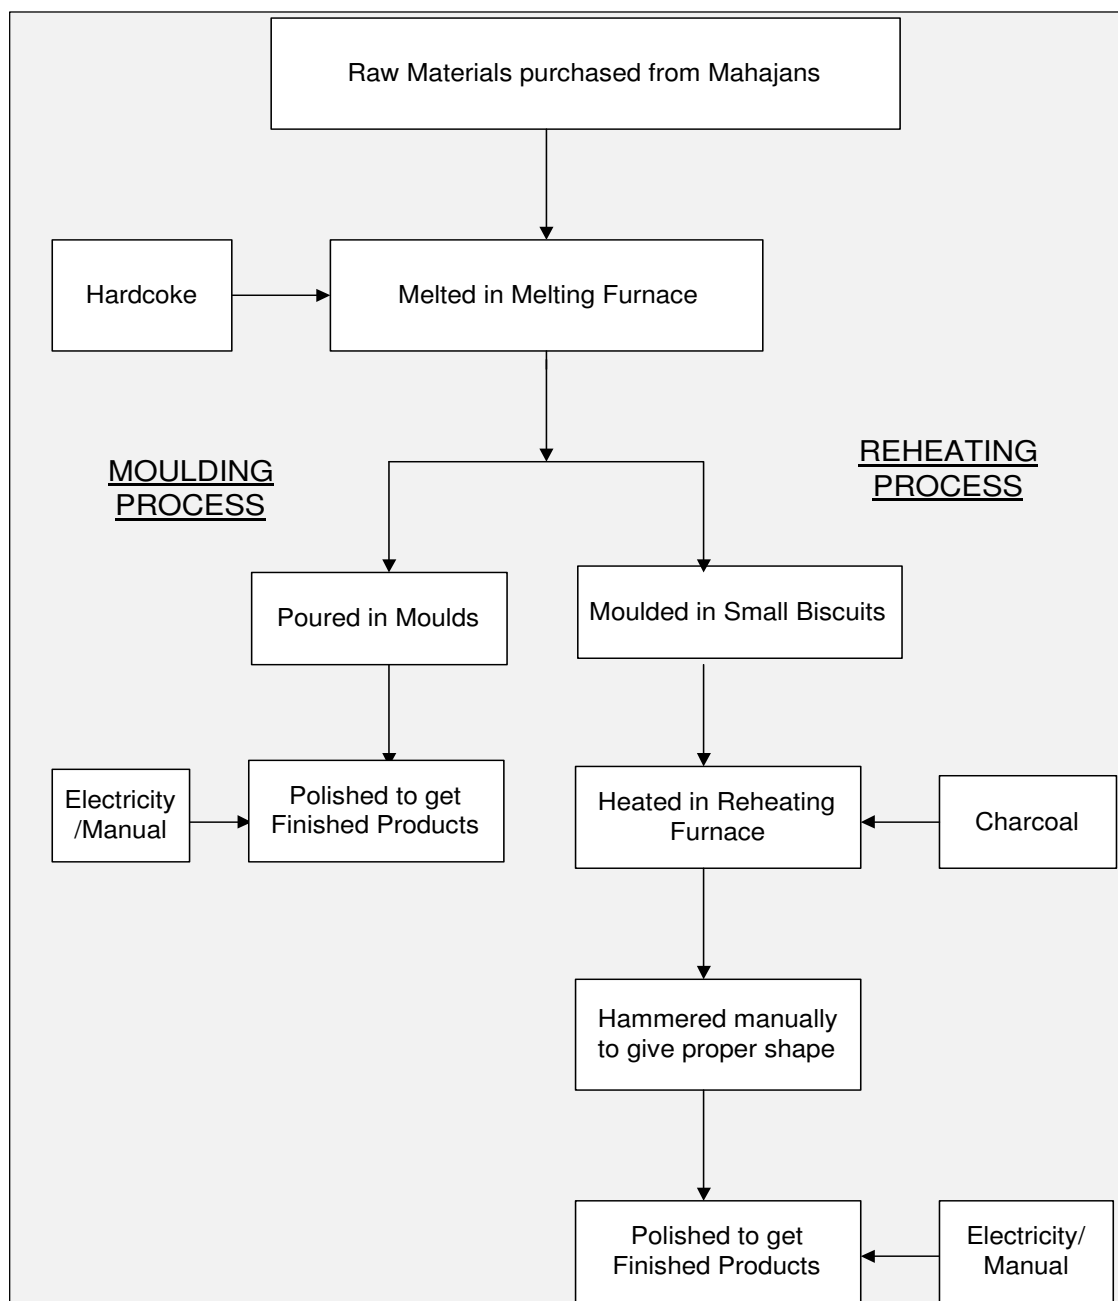 Raw Materials purchased from Mahajans
Hardcoke
Melted in Melting Furnace
MOULDING
PROCESS
REHEATING
PROCESS
Poured in Moulds
Moulded in Small Biscuits
Electricity
/Manual
Polished to get
Finished Products
Heated in Reheating
Furnace
Charcoal
Hammered manually
to give proper shape
Polished to get
Finished Products
Electricity/
Manual